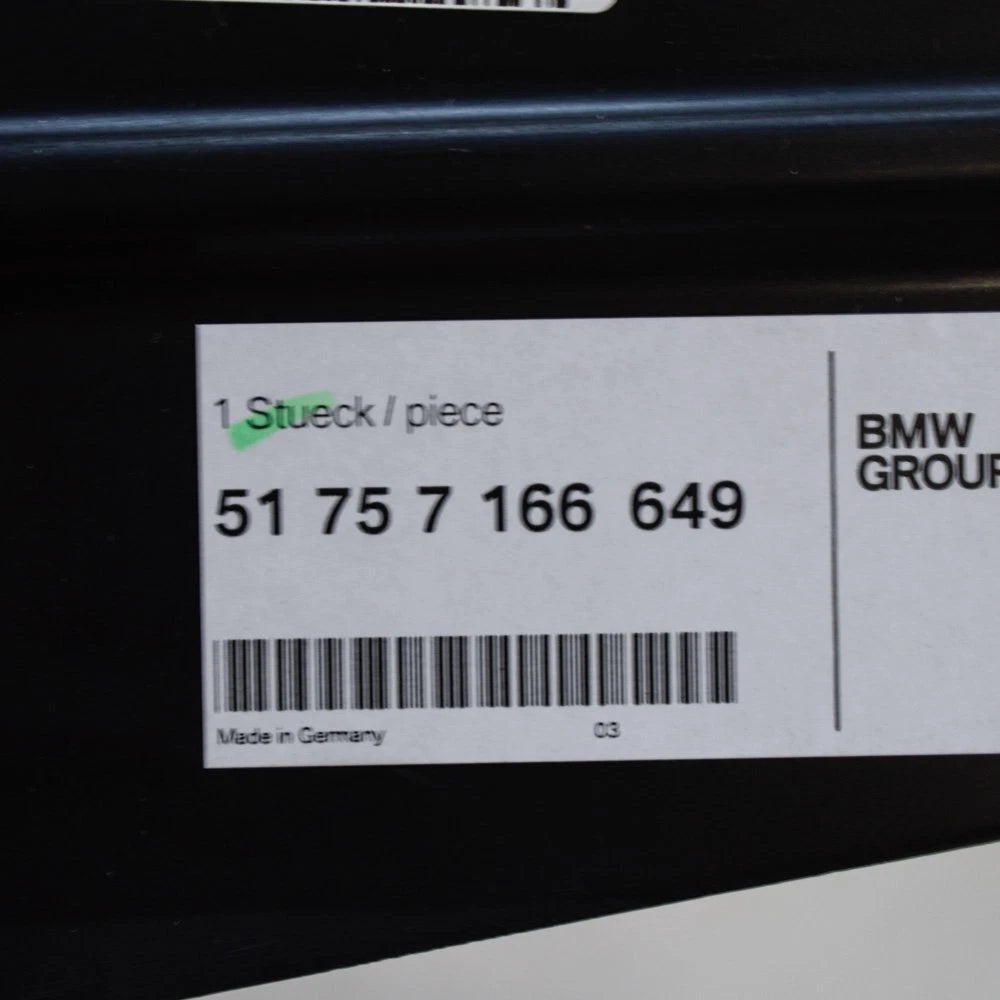 1 Stueck / piece
51 75 7 166 649
Made in Germany 03
BMW
GROUP